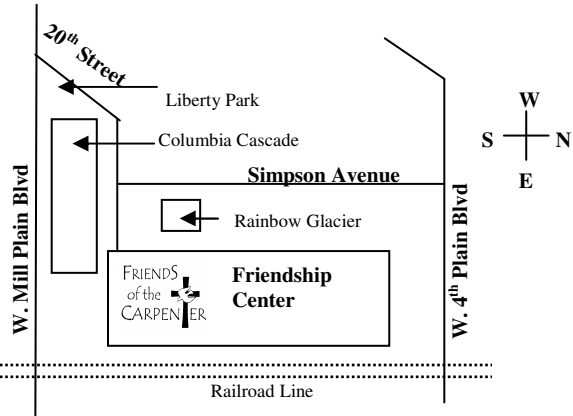 20th Street
Liberty Park
Columbia Cascade
W
S N
E
Simpson Avenue
Rainbow Glacier
W. Mill Plain Blvd
W. 4th Plain Blvd
FRIENDS
of the
CARPENTER
Friendship
Center
Railroad Line